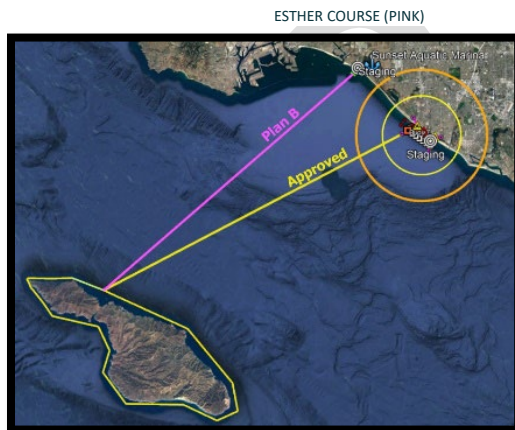 ESTHER COURSE (PINK)
Sunset Aquatic Marina
Staging
Plan B
Approved
Staging